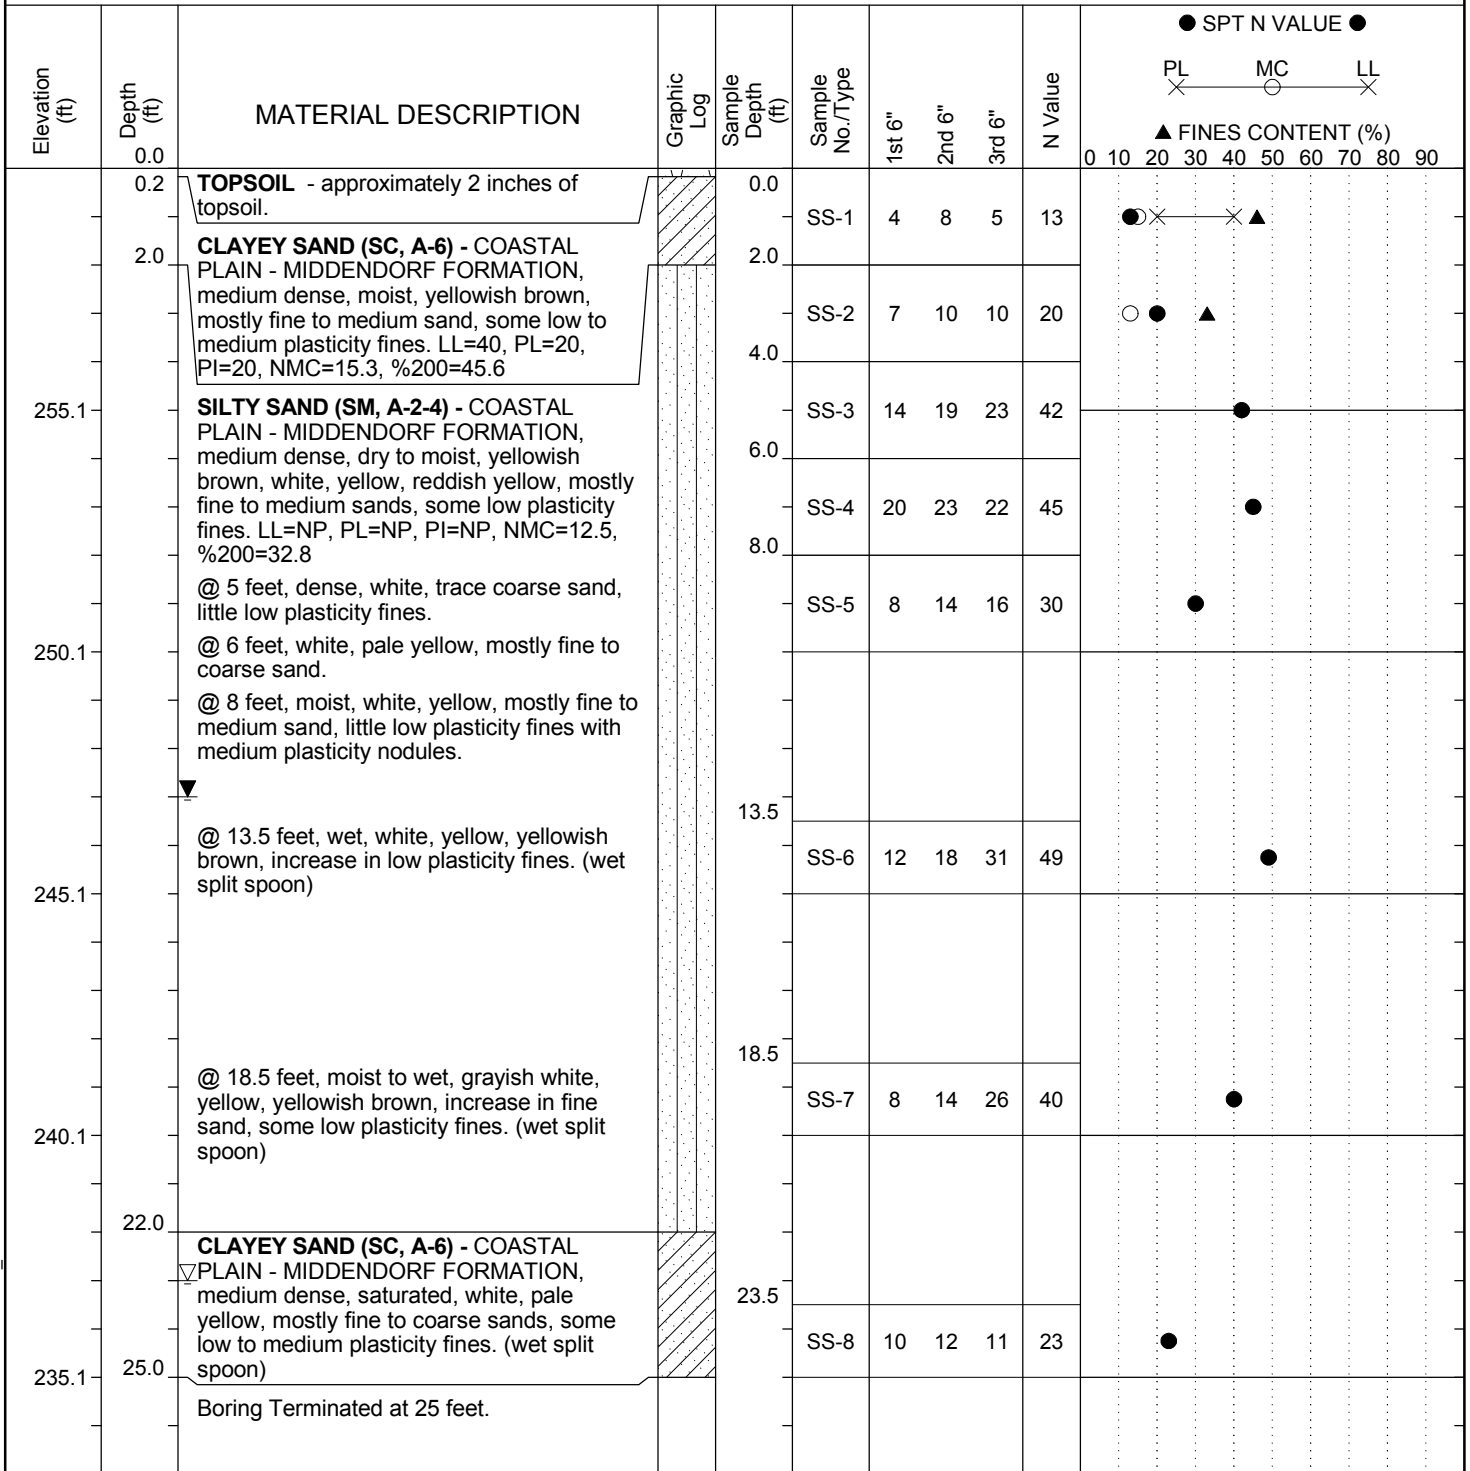 ● SPT N VALUE ●
PL MC LL
▲ FINES CONTENT (%)
0 10 20 30 40 50 60 70 80 90
Elevation
(ft)
Depth
(ft)
0.0
MATERIAL DESCRIPTION
Graphic
Log
Sample
Depth
(ft)
Sample
No./Type
1st 6"
2nd 6"
3rd 6"
N Value
0.2
TOPSOIL - approximately 2 inches of
topsoil.
2.0
CLAYEY SAND (SC, A-6) - COASTAL
PLAIN - MIDDENDORF FORMATION,
medium dense, moist, yellowish brown,
mostly fine to medium sand, some low to
medium plasticity fines. LL=40, PL=20,
PI=20, NMC=15.3, %200=45.6
255.1
SILTY SAND (SM, A-2-4) - COASTAL
PLAIN - MIDDENDORF FORMATION,
medium dense, dry to moist, yellowish
brown, white, yellow, reddish yellow, mostly
fine to medium sands, some low plasticity
fines. LL=NP, PL=NP, PI=NP, NMC=12.5,
%200=32.8
@ 5 feet, dense, white, trace coarse sand,
little low plasticity fines.
250.1
@ 6 feet, white, pale yellow, mostly fine to
coarse sand.
@ 8 feet, moist, white, yellow, mostly fine to
medium sand, little low plasticity fines with
medium plasticity nodules.
@ 13.5 feet, wet, white, yellow, yellowish
brown, increase in low plasticity fines. (wet
split spoon)
245.1
@ 18.5 feet, moist to wet, grayish white,
yellow, yellowish brown, increase in fine
sand, some low plasticity fines. (wet split
spoon)
240.1
22.0
CLAYEY SAND (SC, A-6) - COASTAL
PLAIN - MIDDENDORF FORMATION,
medium dense, saturated, white, pale
yellow, mostly fine to coarse sands, some
low to medium plasticity fines. (wet split
spoon)
235.1
25.0
Boring Terminated at 25 feet.
0.0
SS-1 4 8 5 13
2.0
SS-2 7 10 10 20
4.0
SS-3 14 19 23 42
6.0
SS-4 20 23 22 45
8.0
SS-5 8 14 16 30
13.5
SS-6 12 18 31 49
18.5
SS-7 8 14 26 40
23.5
SS-8 10 12 11 23